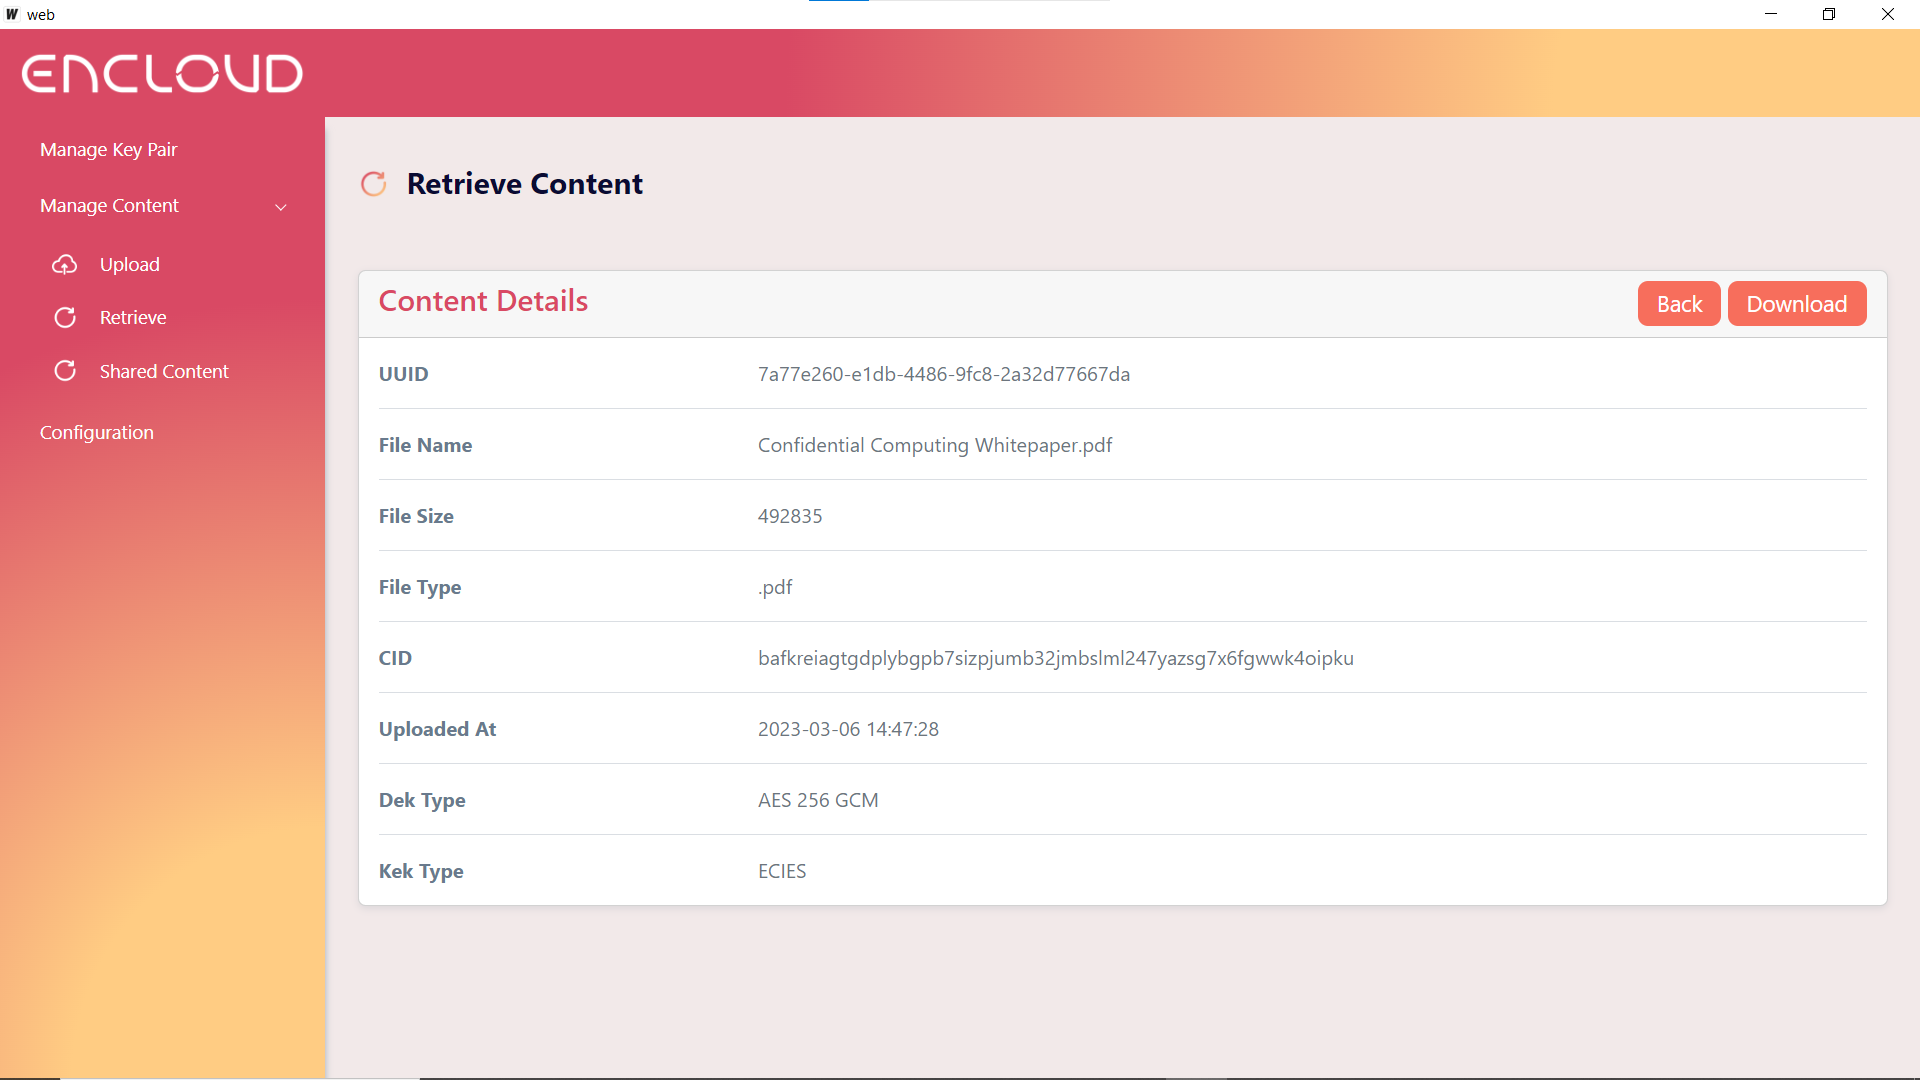 W web
ENCLOUD
Manage Key Pair
Manage Content
Upload
Retrieve
Shared Content
Configuration
Retrieve Content
Content Details
Back
Download
UUID 7a77e260-e1db-4486-9fc8-2a32d77667da
File Name Confidential Computing Whitepaper.pdf
File Size 492835
File Type .pdf
CID bafkreiagtgdplybgpb7sizpjumb32jmbslml247yazsg7x6fgwwk4oipku
Uploaded At 2023-03-06 14:47:28
Dek Type AES 256 GCM
Kek Type ECIES